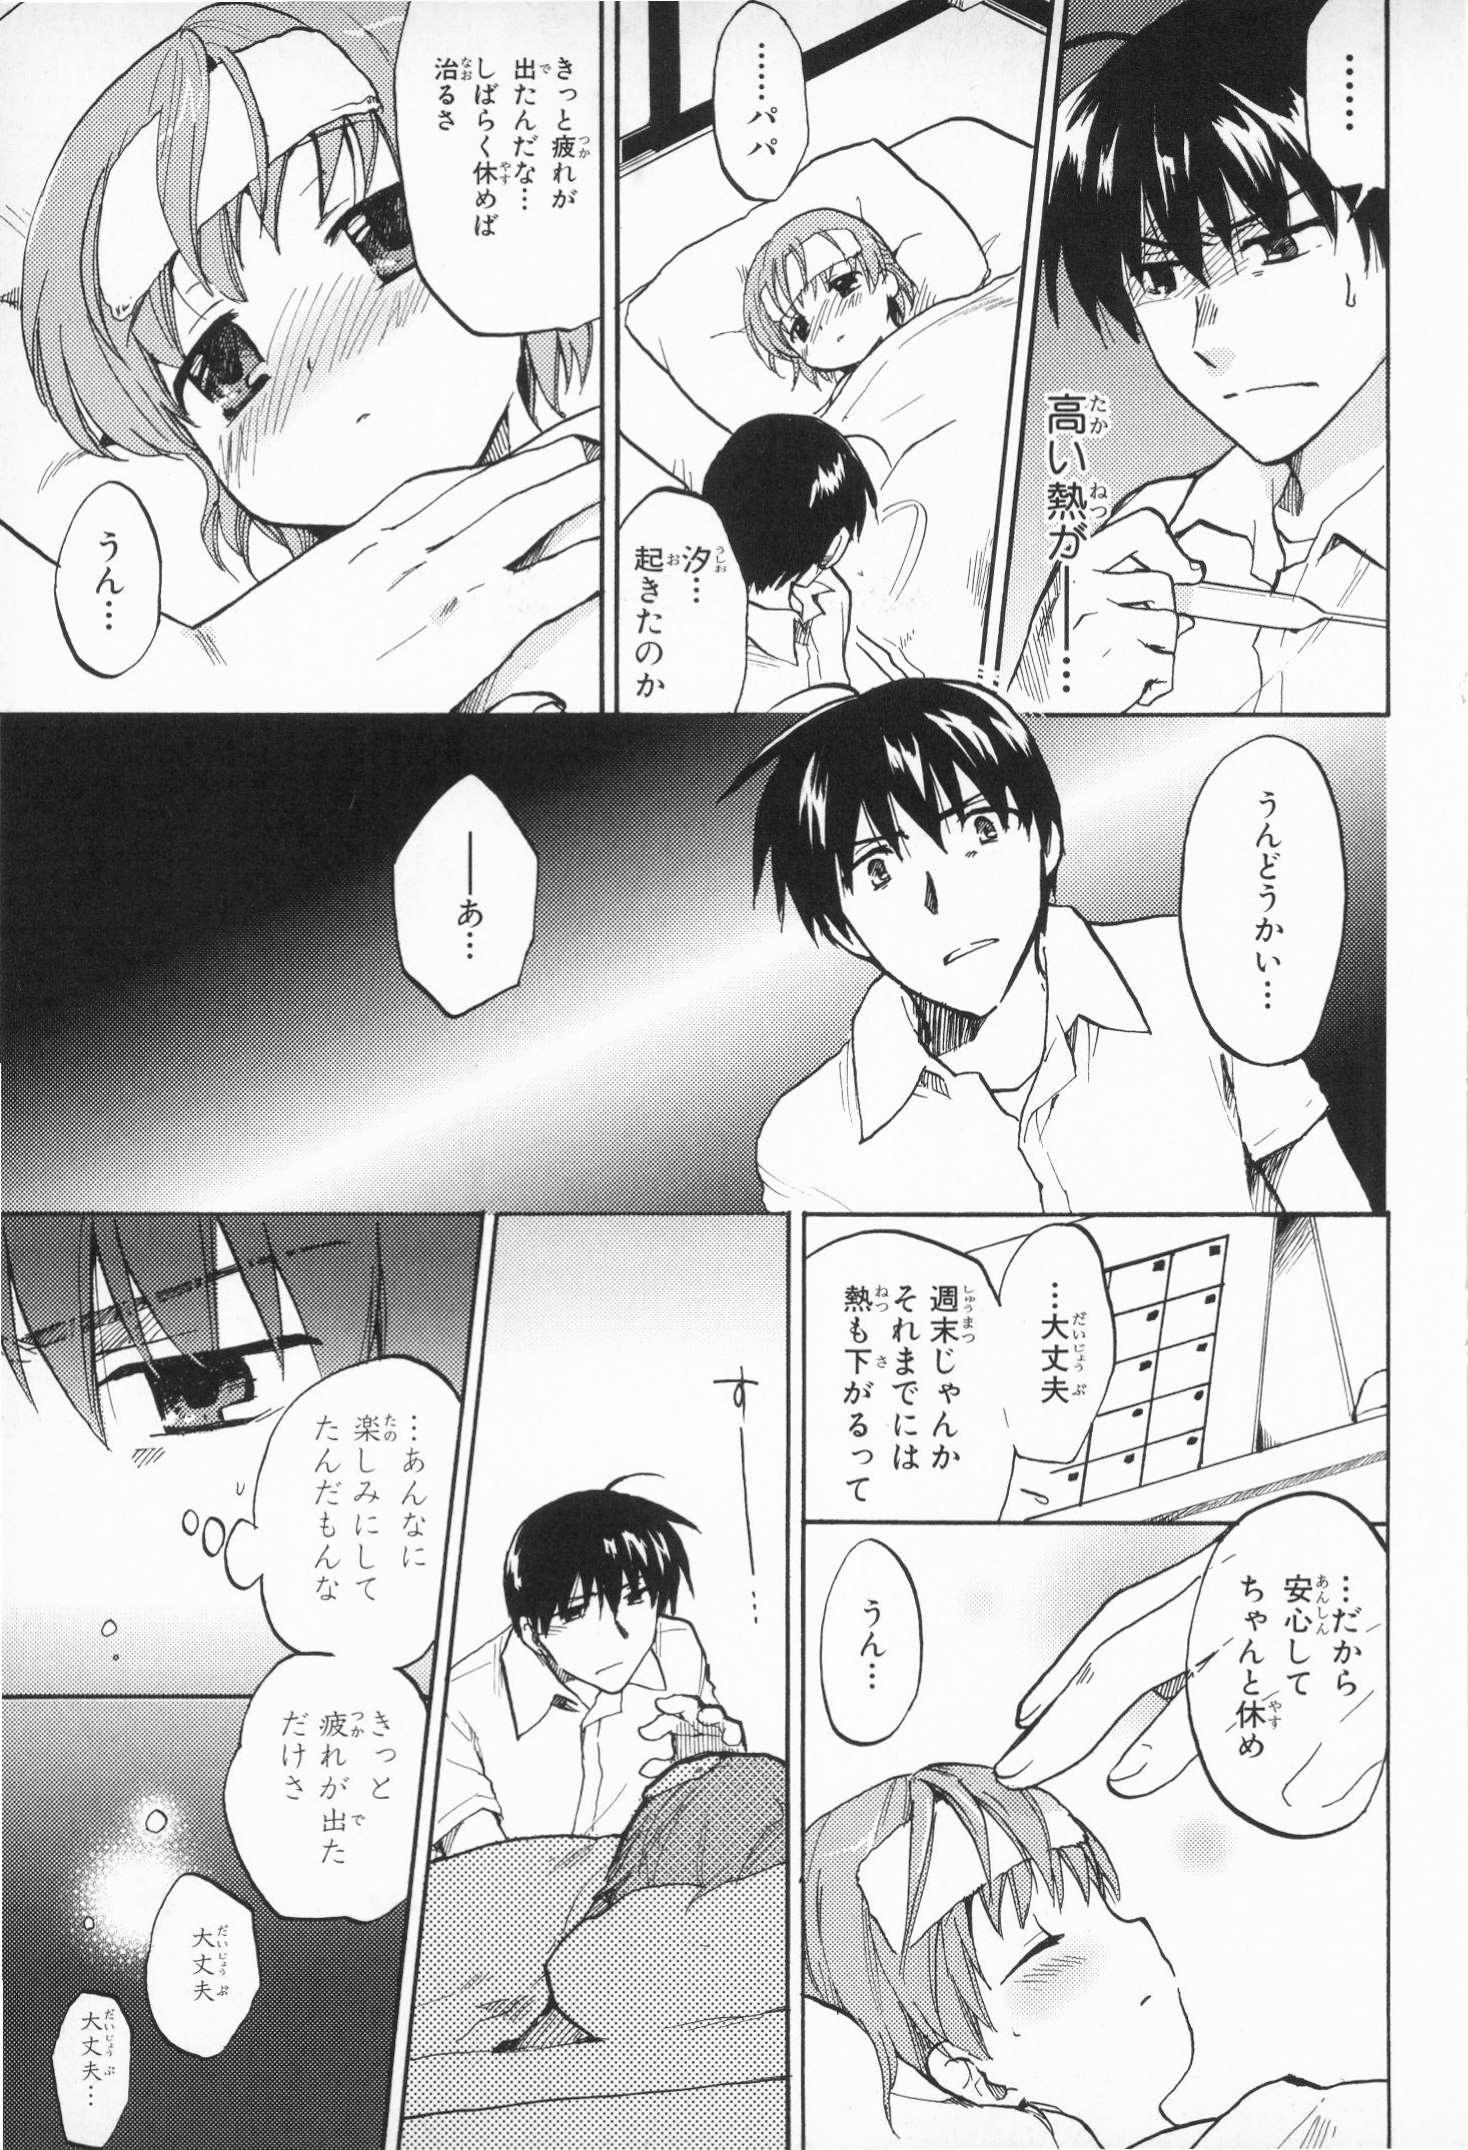 ……
高い熱が――…
……パパ
汐…
起きたのか
きっと疲れが
出たんだな…
しばらく休めば
治るさ
うん…
うんどうかい…
――あ…
…大丈夫
週末じゃんか
それまでには
熱も下がるって
…だから
安心して
ちゃんと休め
うん…
すー…
…あんなに
楽しみにして
たんだもんな
きっと
疲れが出た
だけさ
大丈夫
大丈夫…